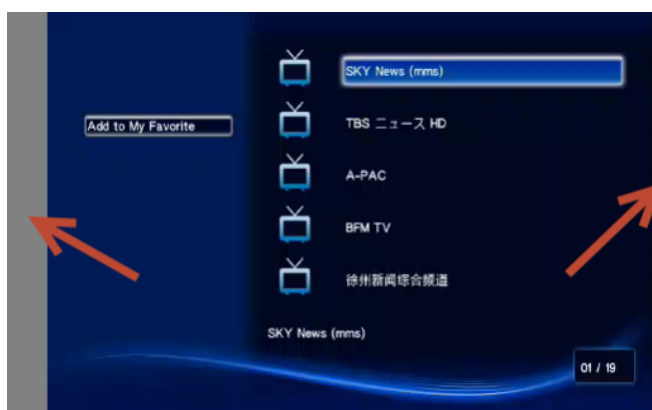 SKY News (mms)
Add to My Favorite
TBS ニュース HD
A-PAC
BFM TV
徐州新闻综合频道
SKY News (mms)
01 / 19